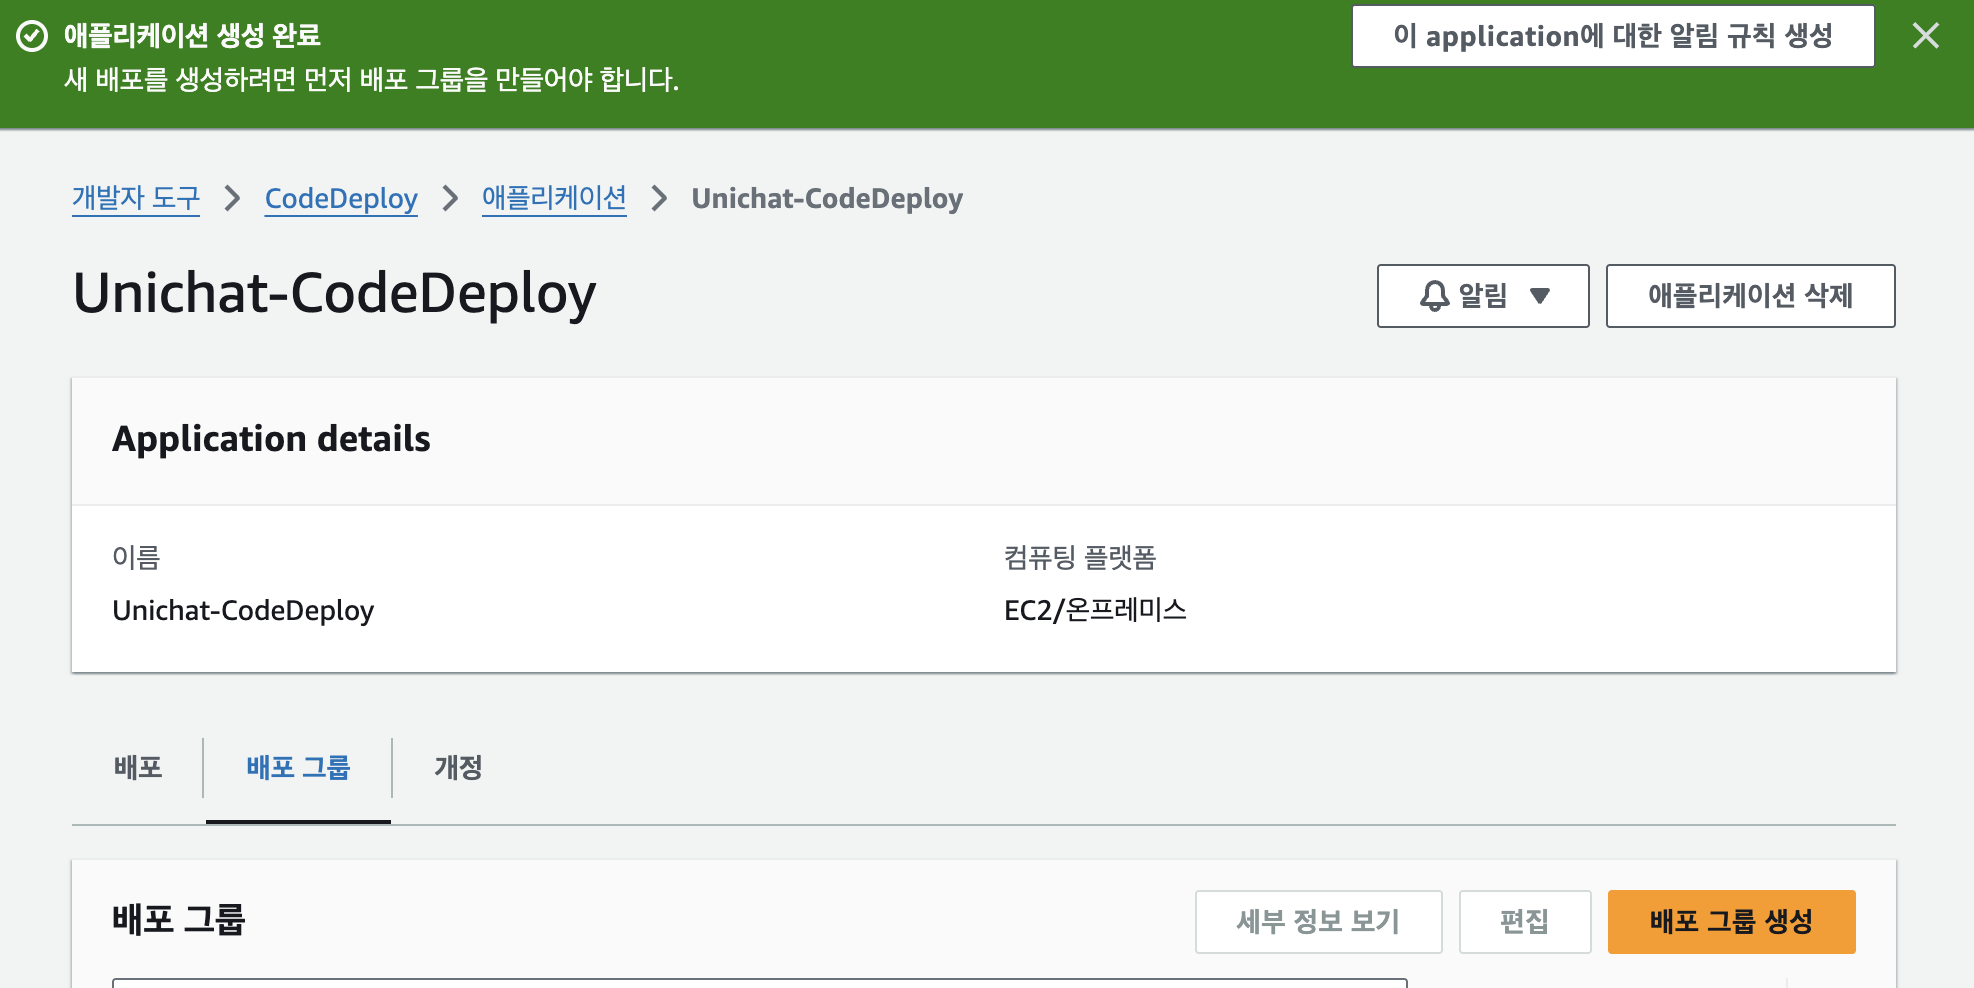 애플리케이션 생성 완료
새 배포를 생성하려면 먼저 배포 그룹을 만들어야 합니다.
이 application에 대한 알림 규칙 생성
개발자 도구
CodeDeploy
애플리케이션
Unichat-CodeDeploy
Unichat-CodeDeploy
알림
애플리케이션 삭제
Application details
이름
Unichat-CodeDeploy
컴퓨팅 플랫폼
EC2/온프레미스
배포
배포 그룹
개정
배포 그룹
세부 정보 보기
편집
배포 그룹 생성